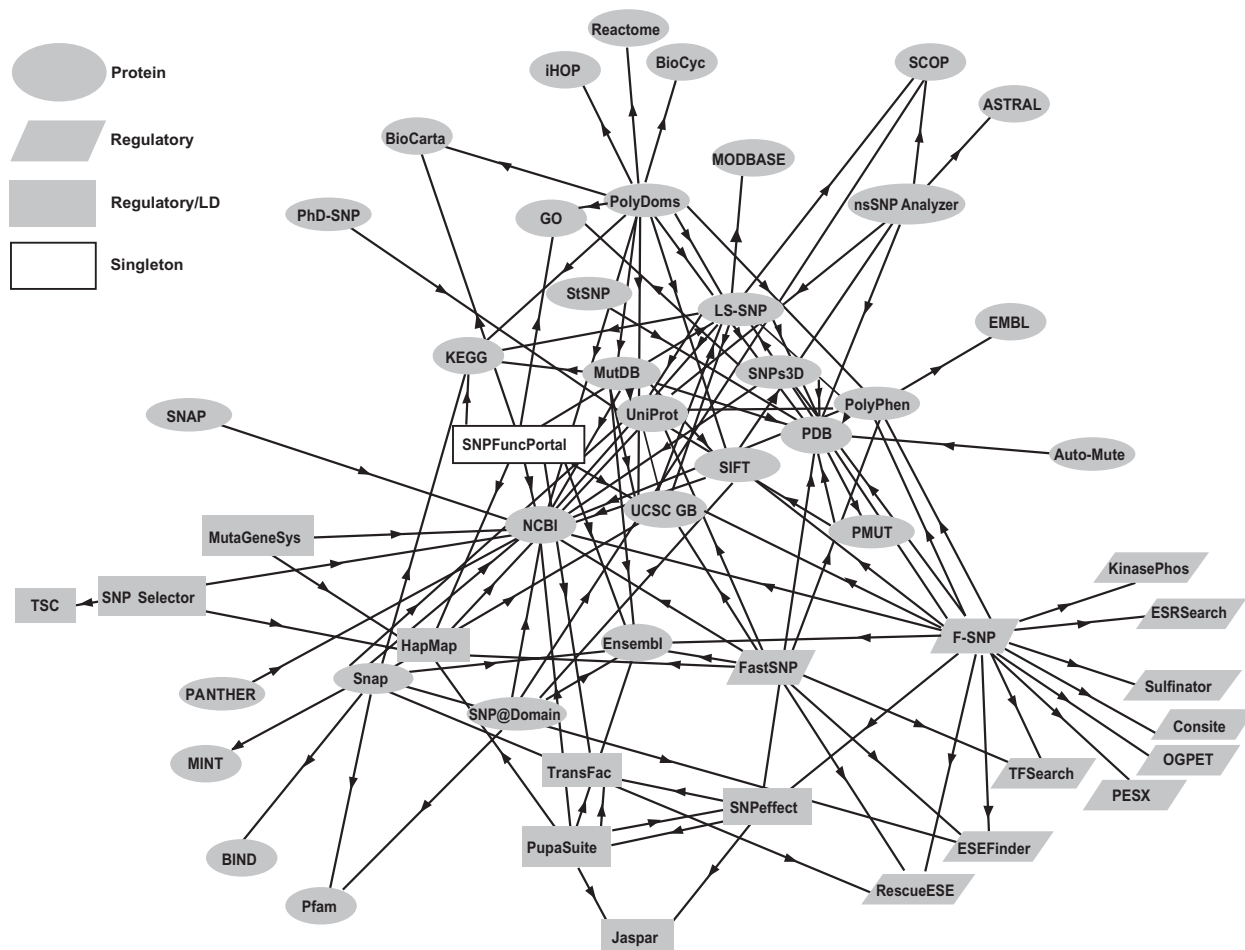 Reactome
iHOP
BioCyc
SCOP
Protein
ASTRAL
Regulatory
BioCarta
MODBASE
Regulatory/LD
PolyDoms
nsSNP Analyzer
PhD-SNP
GO
Singleton
StSNP
LS-SNP
EMBL
KEGG
MutDB
SNPs3D
PolyPhen
SNAP
UniProt
PDB
SNPFuncPortal
Auto-Mute
SIFT
UCSC GB
NCBI
PMUT
MutaGeneSys
KinasePhos
TSC
SNP Selector
ESRSearch
HapMap
Ensembl
F-SNP
FastSNP
Snap
PANTHER
Sulfinator
SNP@Domain
Consite
MINT
TransFac
TFSearch
OGPET
PESX
SNPeffect
PupaSuite
ESEFinder
BIND
RescueESE
Pfam
Jaspar